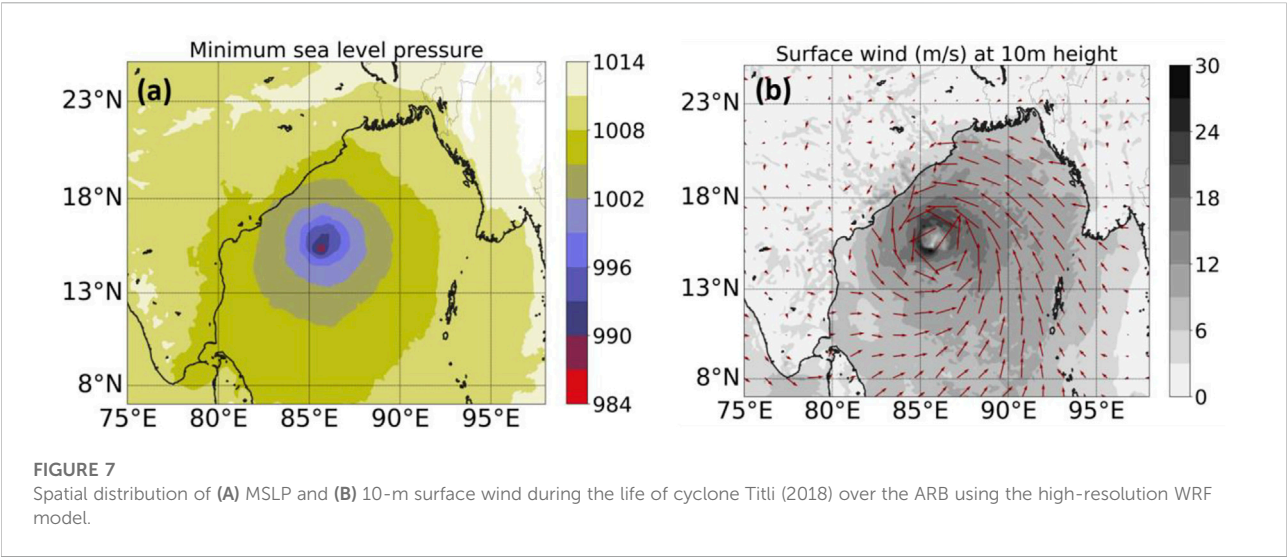 Minimum sea level pressure
(a)
23°N
18°N
13°N
8°N
75°E
80°E
85°E
90°E
95°E
1014
1008
1002
996
990
984
Surface wind (m/s) at 10m height
(b)
23°N
18°N
13°N
8°N
75°E
80°E
85°E
90°E
95°E
30
24
18
12
6
0
FIGURE 7
Spatial distribution of (A) MSLP and (B) 10-m surface wind during the life of cyclone Titli (2018) over the ARB using the high-resolution WRF
model.